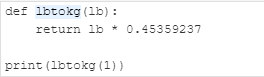 def lbtokg(lb):
    return lb * 0.45359237

print(lbtokg(1))